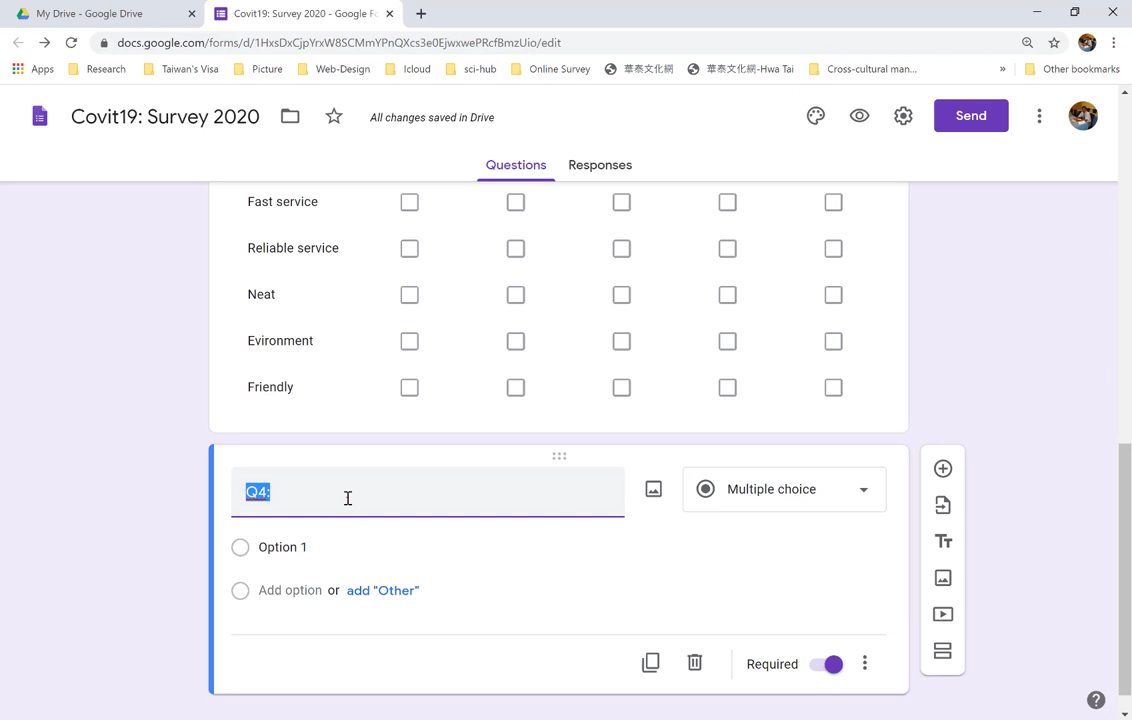 My Drive - Google Drive
Covit19: Survey 2020 - Google Fo
docs.google.com/forms/d/1HxsDxCjpYrxW8SCMmYPnQXcs3e0EjwxwePRcfBmzUio/edit
Apps
Research
Taiwan's Visa
Picture
Web-Design
Icloud
sci-hub
Online Survey
華泰文化網
華泰文化網-Hwa Tai
Cross-cultural man...
»
Other bookmarks
Covit19: Survey 2020
All changes saved in Drive
Send
Questions
Responses
Fast service
Reliable service
Neat
Evironment
Friendly
Q4:
Multiple choice
Option 1
Add option or add "Other"
Required